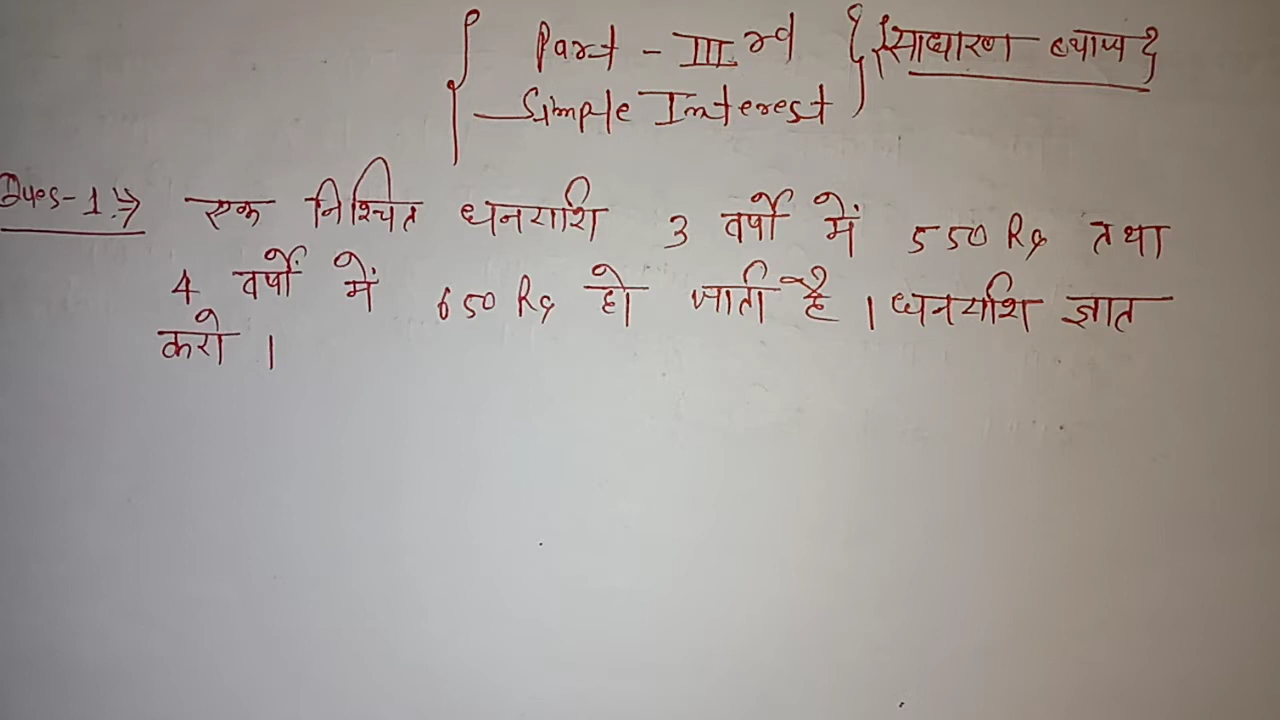 Part - III rd {साधारण ब्याज}
Simple Interest
Ques-1 → एक निश्चित धनराशि 3 वर्षो में 550 Rs तथा
4 वर्षों में 650 Rs हो जाती है । धनराशि ज्ञात
करो ।